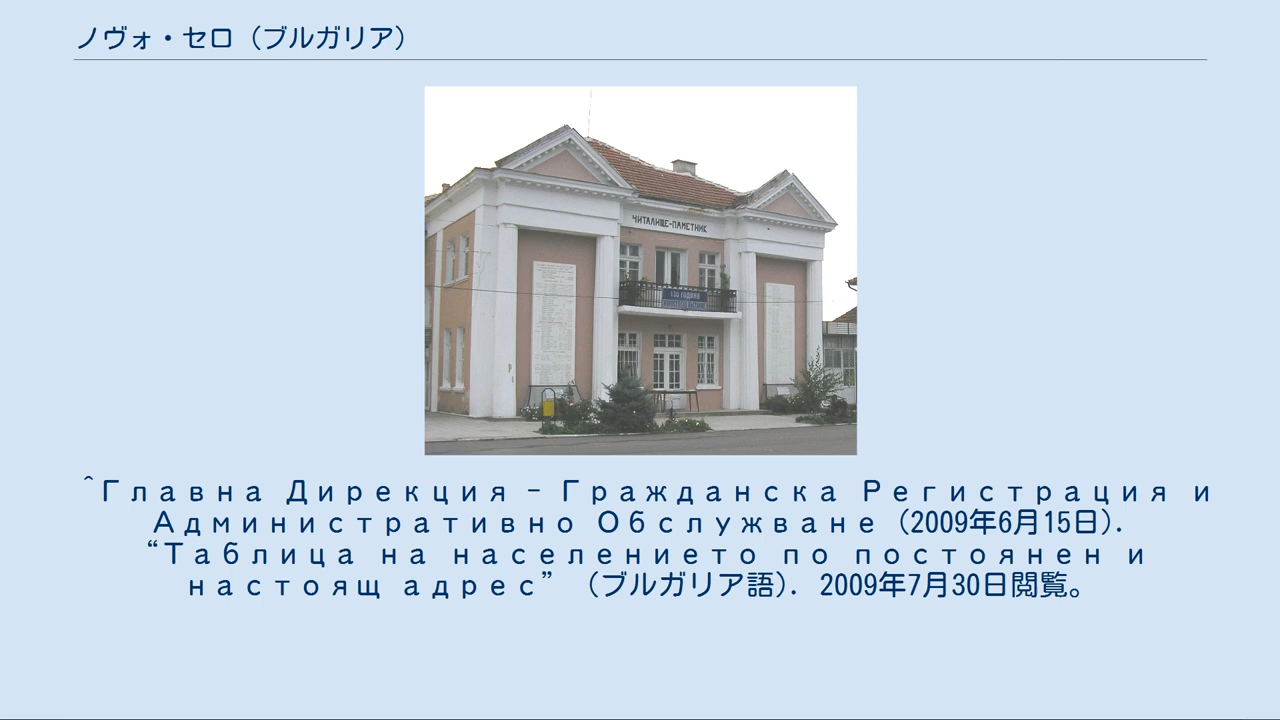 ノヴォ・セロ（ブルガリア）
ЧИТАЛИЩЕ-ПАМЕТНИК
130 ГОДИНИ
^Главна Дирекция - Гражданска Регистрация и
Административно Обслужване (2009年6月15日).
“Таблица на населението по постоянен и
настоящ адрес” （ブルガリア語）. 2009年7月30日閲覧。